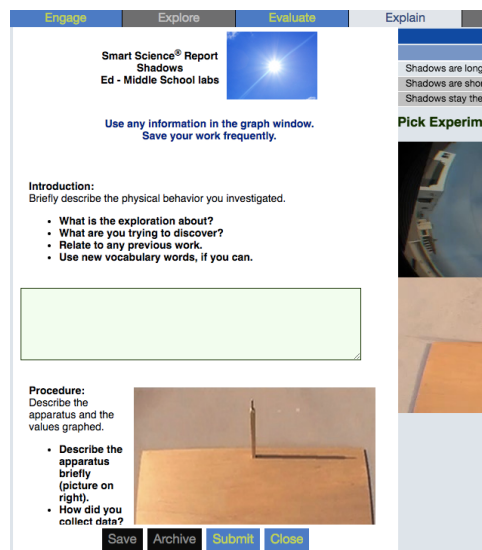 Engage
Explore
Evaluate
Explain
Smart Science® Report
Shadows
Ed - Middle School labs
Use any information in the graph window.
Save your work frequently.
Introduction:
Briefly describe the physical behavior you investigated.
• What is the exploration about?
• What are you trying to discover?
• Relate to any previous work.
• Use new vocabulary words, if you can.
Procedure:
Describe the
apparatus and the
values graphed.
• Describe the
apparatus
briefly
(picture on
right).
• How did you
collect data?
Save
Archive
Submit
Close
Shadows are long
Shadows are shor
Shadows stay the
Pick Experim